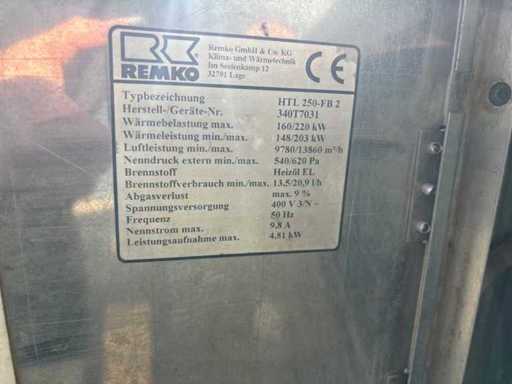 REMKO
Remko GmbH & Co. KG
Klima- und Wärmetechnik
Im Seelenkamp 12
32791 Lage
CE
Typbezeichnung HTL 250-FB 2
Herstell-/Geräte-Nr. 340T7031
Wärmebelastung max. 160/220 kW
Wärmeleistung min./max. 148/203 kW
Luftleistung min./max. 9780/13860 m³/h
Nenndruck extern min./max. 540/620 Pa
Brennstoff Heizöl EL
Brennstoffverbrauch min./max. 13,5/20,9 l/h
Abgasverlust max. 9 %
Spannungsversorgung 400 V 3/N ~
Frequenz 50 Hz
Nennstrom max. 9,8 A
Leistungsaufnahme max. 4,81 kW